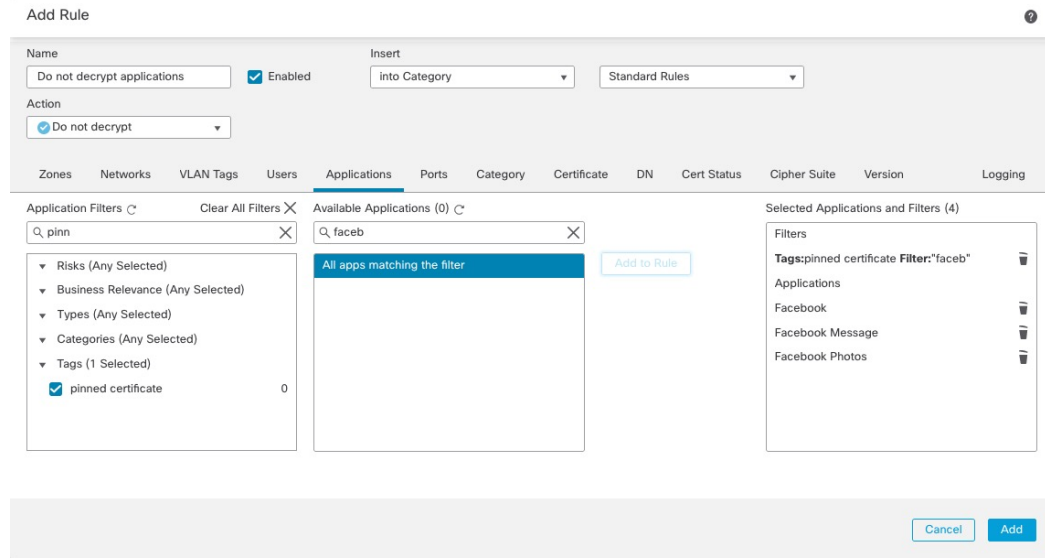 Add Rule
Name
Insert
Do not decrypt applications
Enabled
into Category
Standard Rules
Action
Do not decrypt
Zones Networks VLAN Tags Users Applications Ports Category Certificate DN Cert Status Cipher Suite Version Logging
Application Filters Clear All Filters
Available Applications (0)
Selected Applications and Filters (4)
pinn
faceb
Risks (Any Selected)
Business Relevance (Any Selected)
Types (Any Selected)
Categories (Any Selected)
Tags (1 Selected)
pinned certificate 0
All apps matching the filter
Add to Rule
Filters
Tags:pinned certificate Filter:"faceb"
Applications
Facebook
Facebook Message
Facebook Photos
Cancel
Add